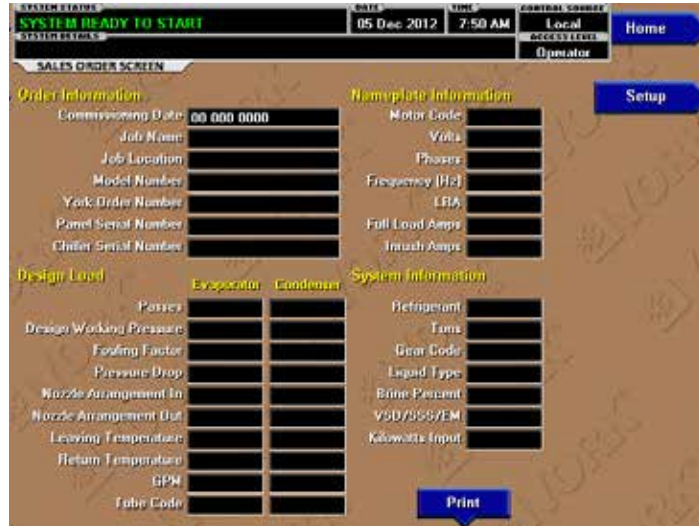 SYSTEM STATUS
SYSTEM READY TO START
DATE
05 Dec 2012
TIME
7:50 AM
CONTROL SOURCE
Local
Home
SYSTEM DETAILS
ACCESS LEVEL
Operator
SALES ORDER SCREEN
Setup
Order Information
Commissioning Date 00 000 0000
Job Name
Job Location
Model Number
York Order Number
Panel Serial Number
Chiller Serial Number
Nameplate Information
Motor Code
Volts
Phases
Frequency (Hz)
LRA
Full Load Amps
Inrush Amps
Design Load
Evaporator Condenser
Passes
Design Working Pressure
Fouling Factor
Pressure Drop
Nozzle Arrangement In
Nozzle Arrangement Out
Leaving Temperature
Return Temperature
GPM
Tube Code
System Information
Refrigerant
Tons
Gear Code
Liquid Type
Brine Percent
VSD/SSS/EM
Kilowatts Input
Print
YORK